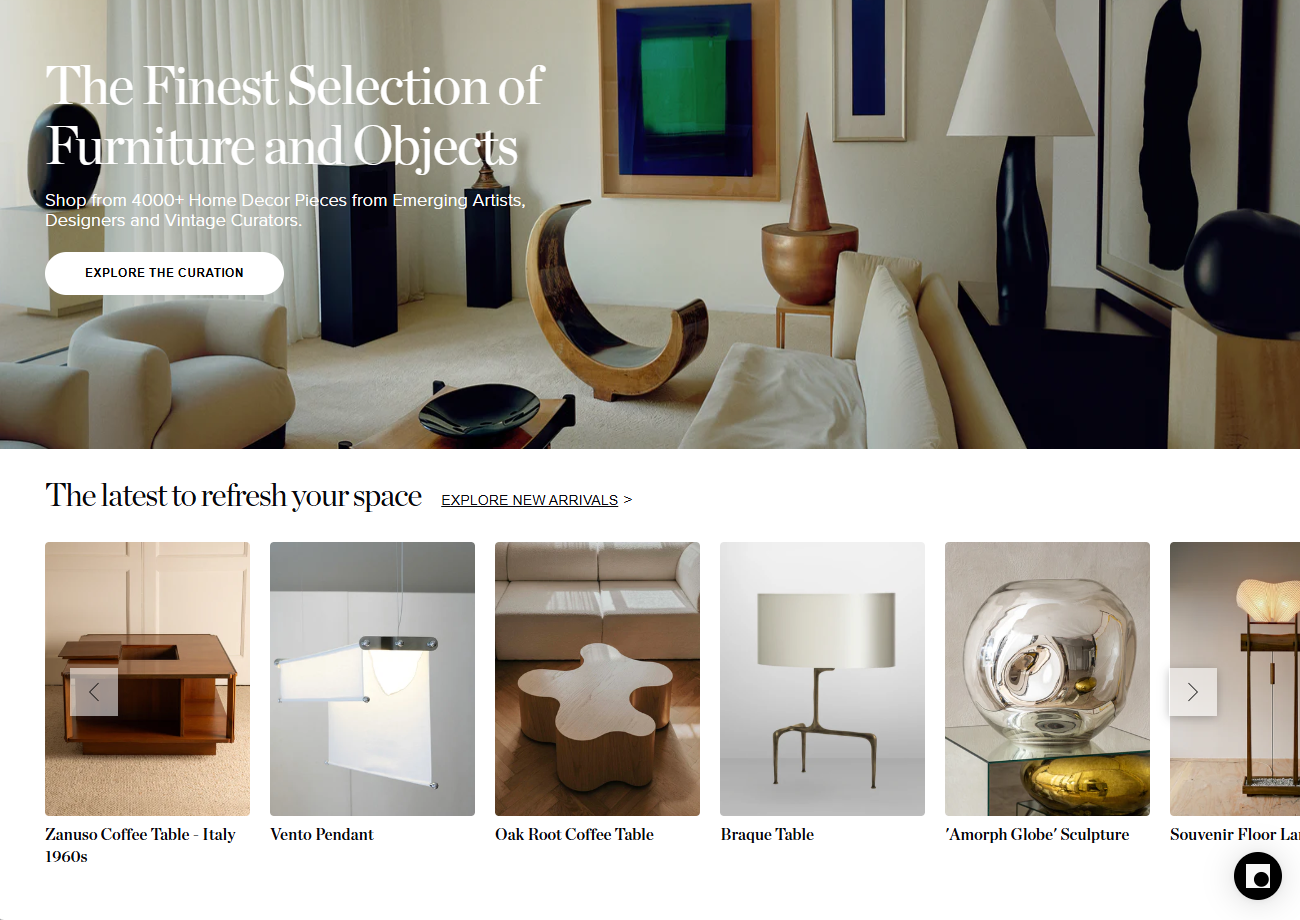 The Finest Selection of
Furniture and Objects
Shop from 4000+ Home Decor Pieces from Emerging Artists,
Designers and Vintage Curators.
EXPLORE THE CURATION
The latest to refresh your space
EXPLORE NEW ARRIVALS >
Zanuso Coffee Table - Italy
1960s
Vento Pendant
Oak Root Coffee Table
Braque Table
'Amorph Globe' Sculpture
Souvenir Floor